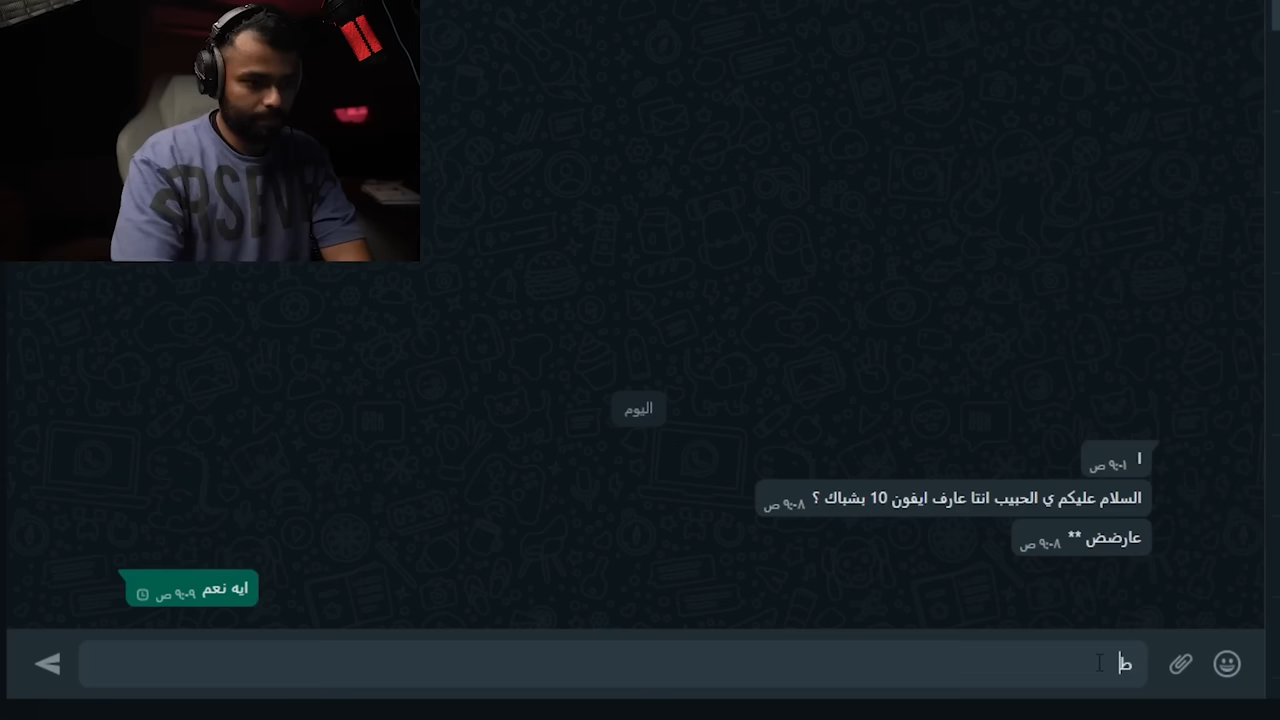 اليوم
ا ٩:٠١ ص
السلام عليكم ي الحبيب انتا عارف ايفون 10 بشباك ؟ ٩:٠٨ ص
عارضض ** ٩:٠٨ ص
ايه نعم ٩:٠٩ ص
ط